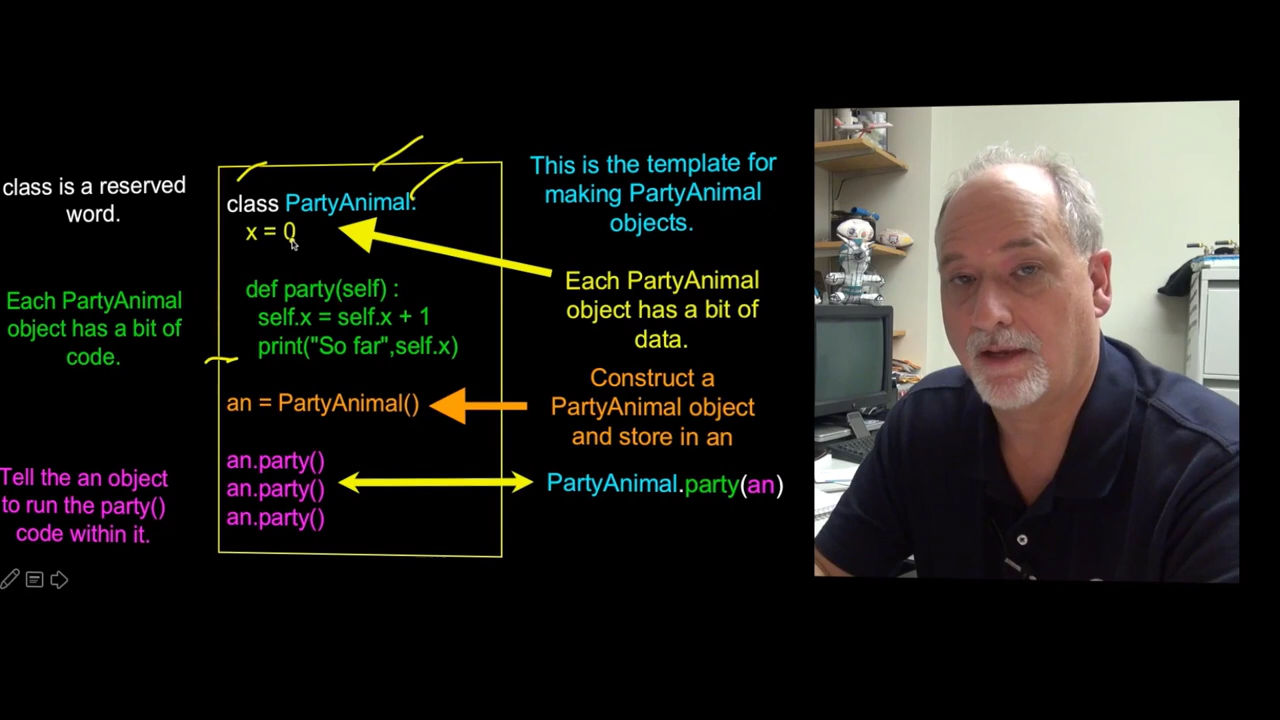 class is a reserved
word.
Each PartyAnimal
object has a bit of
code.
Tell the an object
to run the party()
code within it.
class PartyAnimal:
x = 0
def party(self) :
self.x = self.x + 1
print("So far",self.x)
an = PartyAnimal()
an.party()
an.party()
an.party()
This is the template for
making PartyAnimal
objects.
Each PartyAnimal
object has a bit of
data.
Construct a
PartyAnimal object
and store in an
PartyAnimal.party(an)